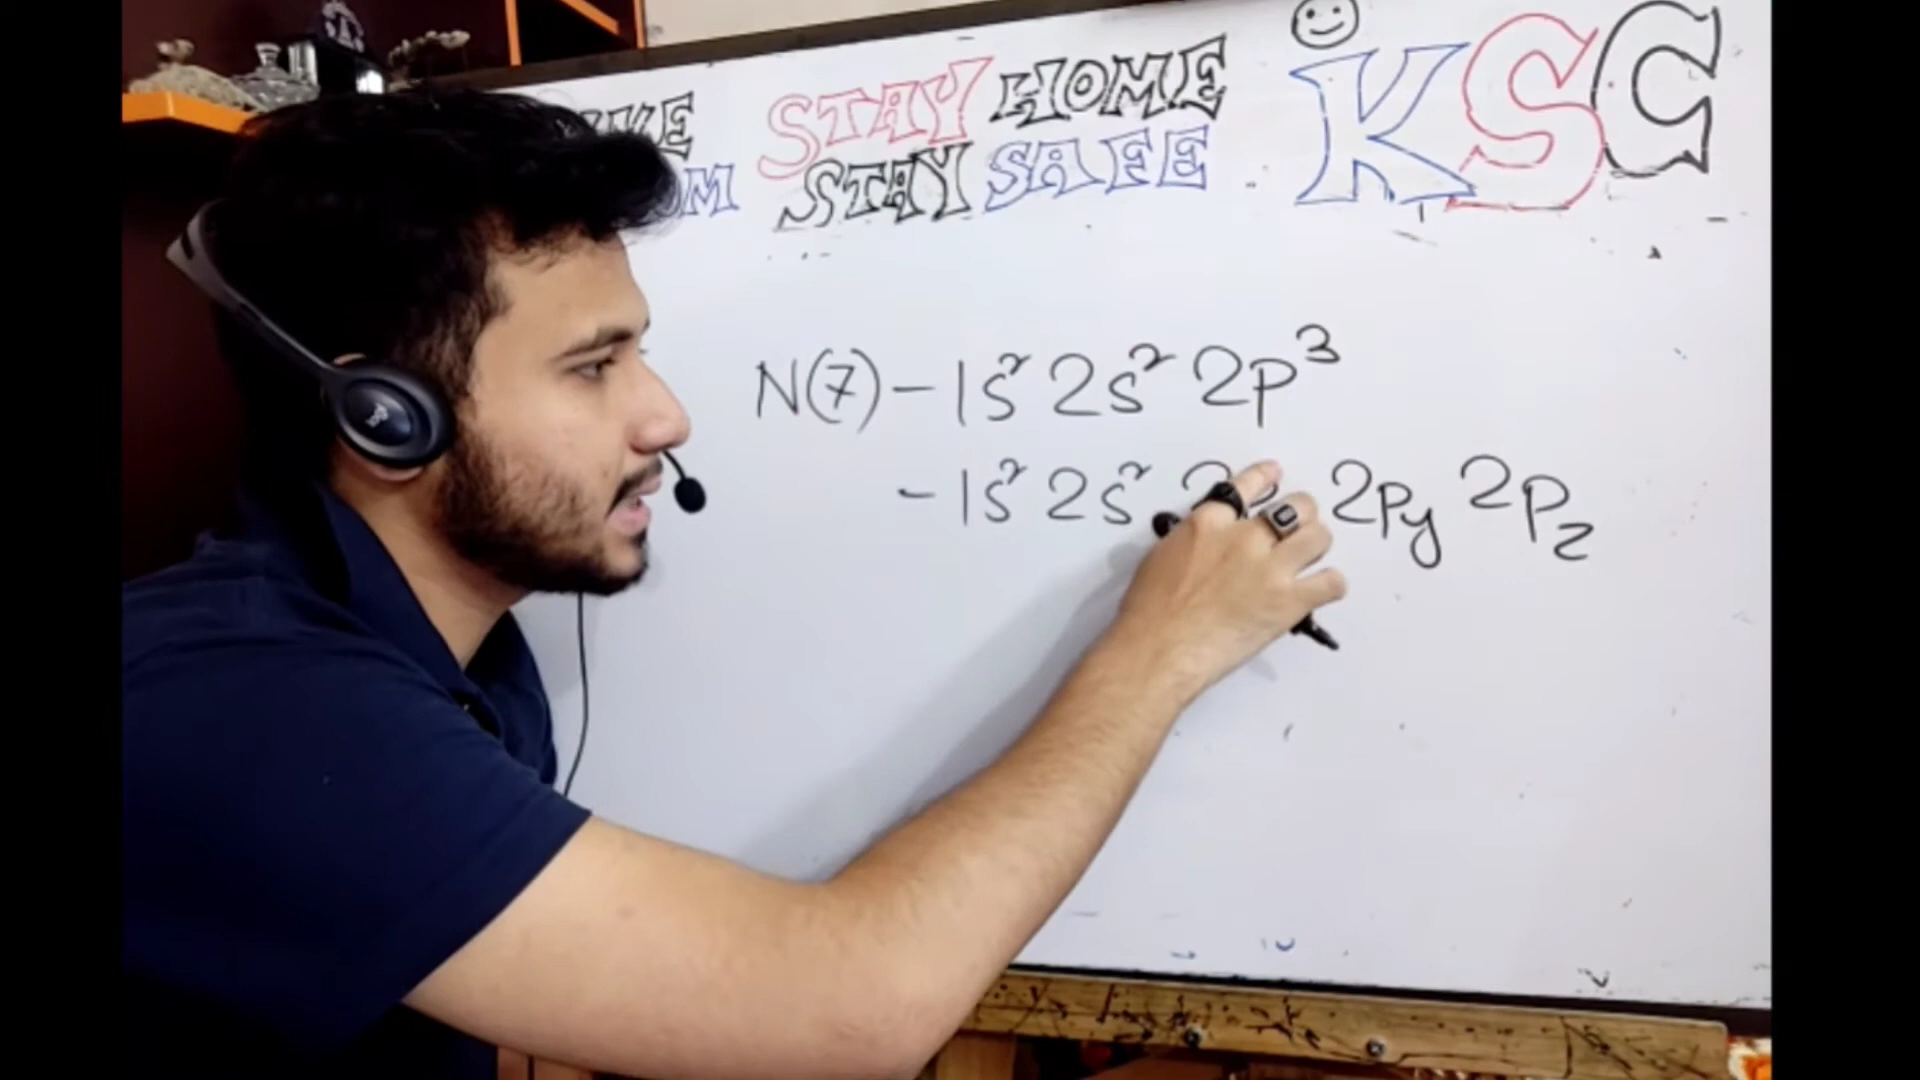 STAY HOME KSC
STAY SAFE
N(7) - 1s² 2s² 2p³
- 1s² 2s² 2py 2pz